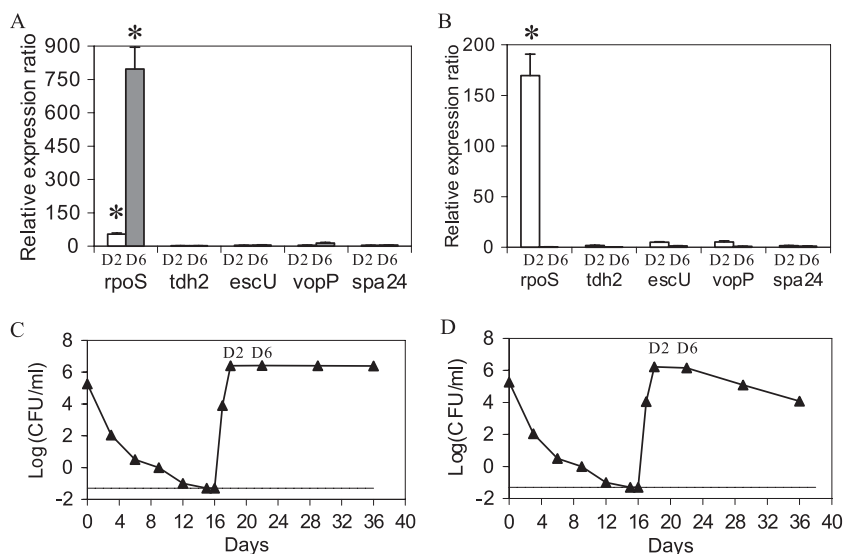 A
Relative expression ratio
900
750
600
450
300
150
0
*
*
D2 D6 D2 D6 D2 D6 D2 D6 D2 D6
rpoS tdh2 escU vopP spa24
B
Relative expression ratio
200
150
100
50
0
*
D2 D6 D2 D6 D2 D6 D2 D6 D2 D6
rpoS tdh2 escU vopP spa24
C
Log (CFU/ml)
8
6
4
2
0
-2
D2 D6
0 4 8 12 16 20 24 28 32 36 40
Days
D
Log(CFU/ml)
8
6
4
2
0
-2
D2 D6
0 4 8 12 16 20 24 28 32 36 40
Days